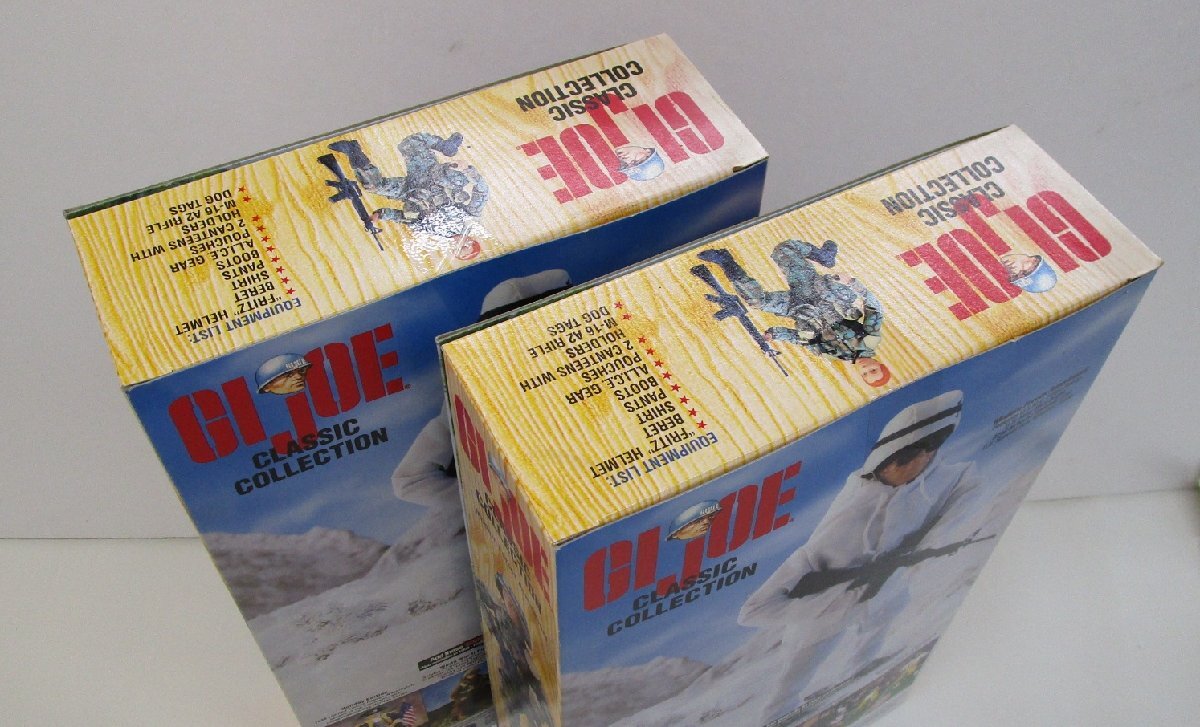 GI JOE
CLASSIC
COLLECTION
EQUIPMENT LIST:
★ "FRITZ" HELMET
★ BERET
★ SHIRT
★ PANTS
★ BOOTS
★ A.L.I.C.E. GEAR
POUCHES
★ 2 CANTEENS WITH
HOLDERS
★ M-16 A2 RIFLE
★ DOG TAGS
GI JOE
CLASSIC
COLLECTION
GI JOE
CLASSIC
COLLECTION
EQUIPMENT LIST:
★ "FRITZ" HELMET
★ BERET
★ SHIRT
★ PANTS
★ BOOTS
★ A.L.I.C.E. GEAR
POUCHES
★ 2 CANTEENS WITH
HOLDERS
★ M-16 A2 RIFLE
★ DOG TAGS
GI JOE
CLASSIC
COLLECTION
GI JOE